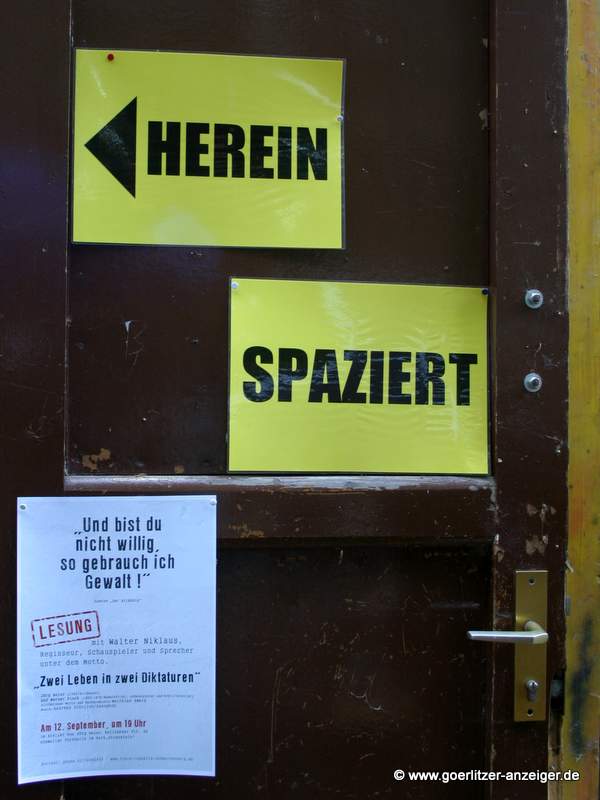 HEREIN
SPAZIERT
„Und bist du
nicht willig,
so gebrauch ich
Gewalt !"
LESUNG
mit Walter Niklaus,
Regisseur, Schauspieler und Sprecher
unter dem Motto.
„Zwei Leben in zwei Diktaturen"
Am 12. September, um 19 Uhr
© www.goerlitzer-anzeiger.de